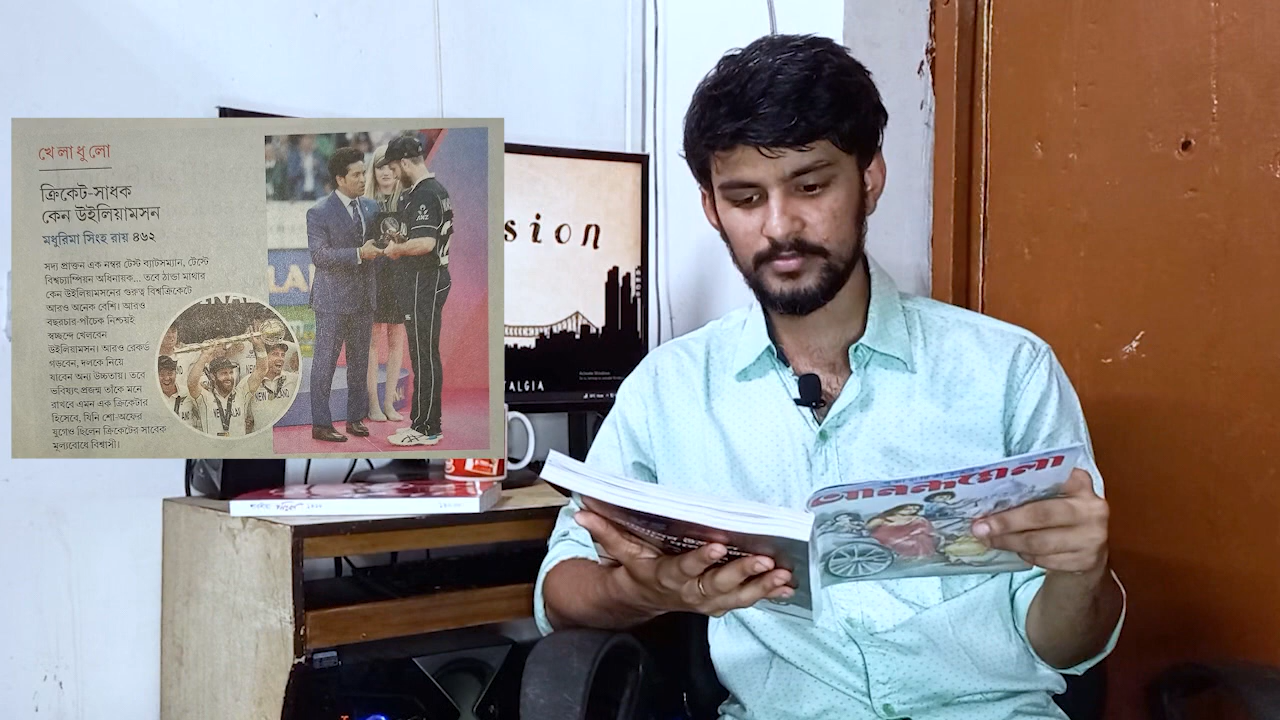 খেলাধুলো
ক্রিকেট-সাধক
কেন উইলিয়ামসন
মধুরিমা সিংহ রায় ৪৬২
সদ্য প্রাক্তন এক নম্বর টেস্ট ব্যাটসম্যান, টেস্টে
বিশ্বচ্যাম্পিয়ন অধিনায়ক... তবে ঠান্ডা মাথার
কেন উইলিয়ামসনের গুরুত্ব বিশ্বক্রিকেটে
আরও অনেক বেশি। আরও
বছরচার-পাঁচেক নিশ্চয়ই
স্বচ্ছন্দে খেলবেন
উইলিয়ামসন। আরও রেকর্ড
গড়বেন, দলকে নিয়ে
যাবেন অন্য উচ্চতায়। তবে
ভবিষ্যৎ প্রজন্ম তাঁকে মনে
রাখবে এমন এক ক্রিকেটার
হিসেবে, যিনি শো-অফের
যুগেও ছিলেন ক্রিকেটের সাবেক
মূল্যবোধে বিশ্বাসী।
sion
TALGIA
আনন্দমেলা